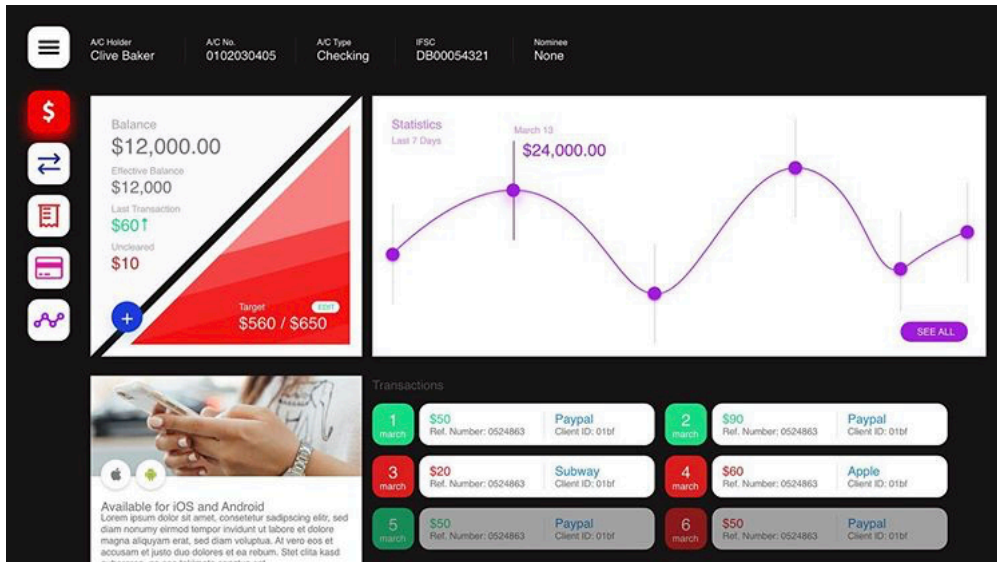 A/C Holder
Clive Baker
A/C No.
0102030405
A/C Type
Checking
IFSC
DB00054321
Nominee
None
$
Balance
$12,000.00
Effective Balance
$12,000
Last Transaction
$60↑
Uncleared
$10
+
Target
EDIT
$560 / $650
Statistics
Last 7 Days
March 13
$24,000.00
SEE ALL
Available for iOS and Android
Lorem ipsum dolor sit amet, consetetur sadipscing elitr, sed
diam nonumy eirmod tempor invidunt ut labore et dolore
magna aliquyam erat, sed diam voluptua. At vero eos et
accusam et justo duo dolores et ea rebum. Stet clita kasd
Transactions
1
march
$50
Ref. Number: 0524863
Paypal
Client ID: 01bf
2
march
$90
Ref. Number: 0524863
Paypal
Client ID: 01bf
3
march
$20
Ref. Number: 0524863
Subway
Client ID: 01bf
4
march
$60
Ref. Number: 0524863
Apple
Client ID: 01bf
5
march
$50
Ref. Number: 0524863
Paypal
Client ID: 01bf
6
march
$50
Ref. Number: 0524863
Paypal
Client ID: 01bf